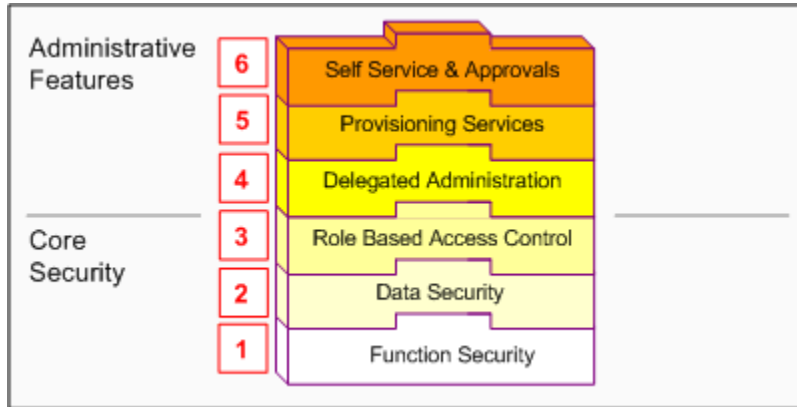 Administrative
Features
6
Self Service & Approvals
5
Provisioning Services
4
Delegated Administration
Core
Security
3
Role Based Access Control
2
Data Security
1
Function Security